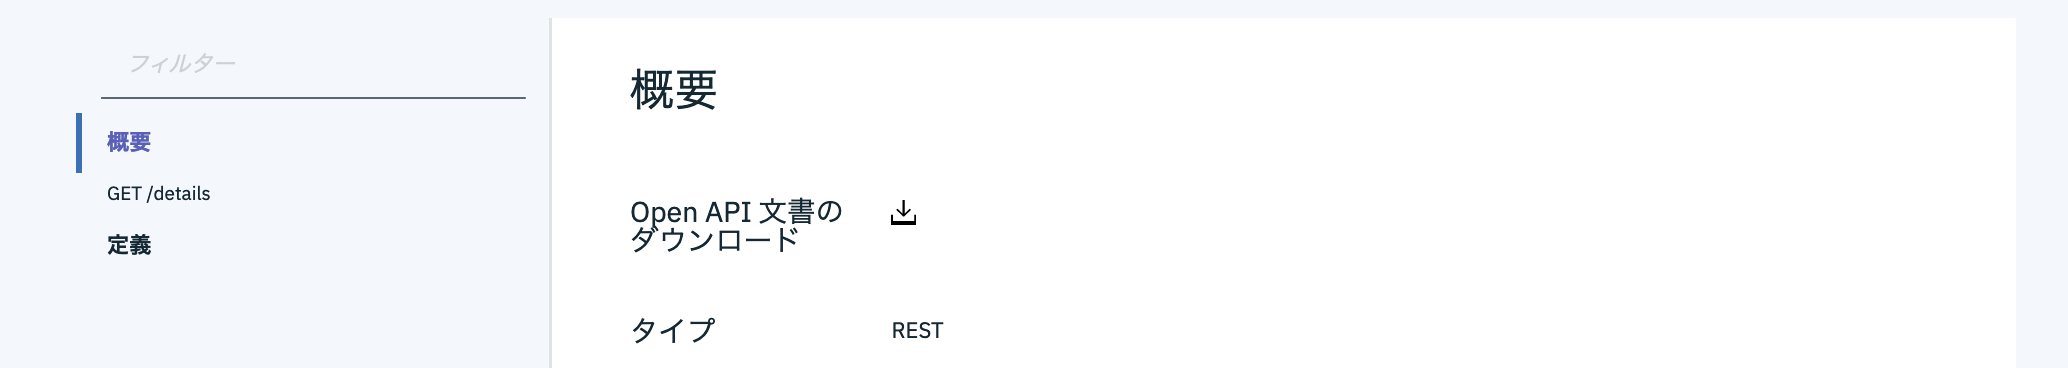 フィルター
概要
GET /details
定義
概要
Open API 文書の
ダウンロード
タイプ REST